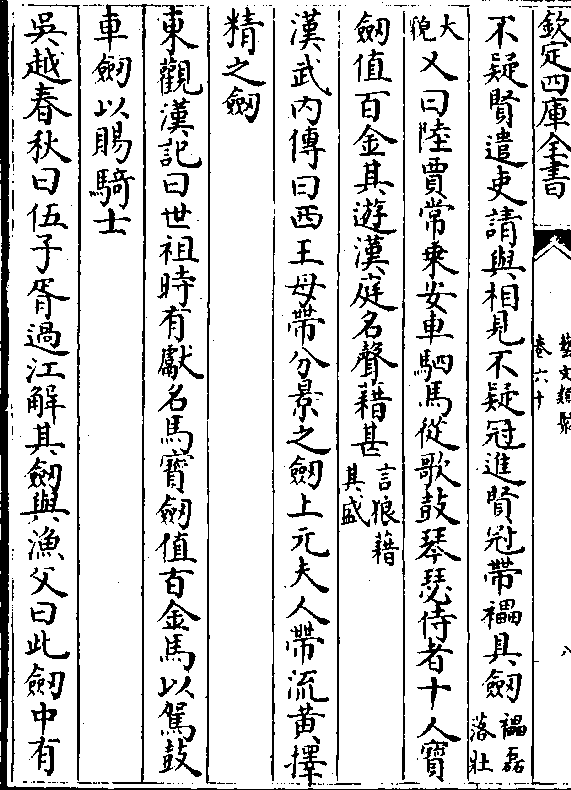 欽定四庫全書
藝文類聚
卷六十
八
不疑賢遣吏請與相見不疑冠進賢冠帶櫑具劒櫑磊落壯
大貌又曰陸賈常乘安車駟馬從歌鼓琴瑟侍者十人寶
劒值百金其遊漢庭名聲藉甚言狼藉其盛
漢武内傳曰西王母帶分景之劒上元夫人帶流黄擇
精之劒
東觀漢記曰世祖時有獻名馬寳劒值百金馬以駕鼓
車劒以賜騎士
吳越春秋曰伍子胥過江解其劒與漁父曰此劒中有